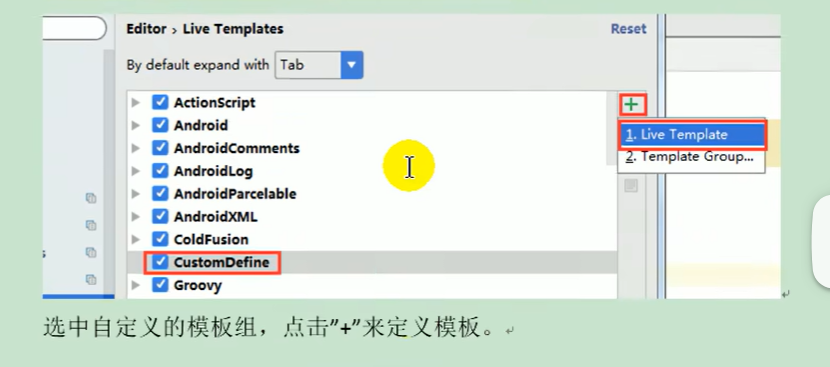 Editor › Live Templates
Reset
By default expand with Tab
ActionScript
Android
1. Live Template
AndroidComments
2. Template Group...
AndroidLog
AndroidParcelable
AndroidXML
ColdFusion
CustomDefine
Groovy
选中自定义的模板组，点击”+”来定义模板。